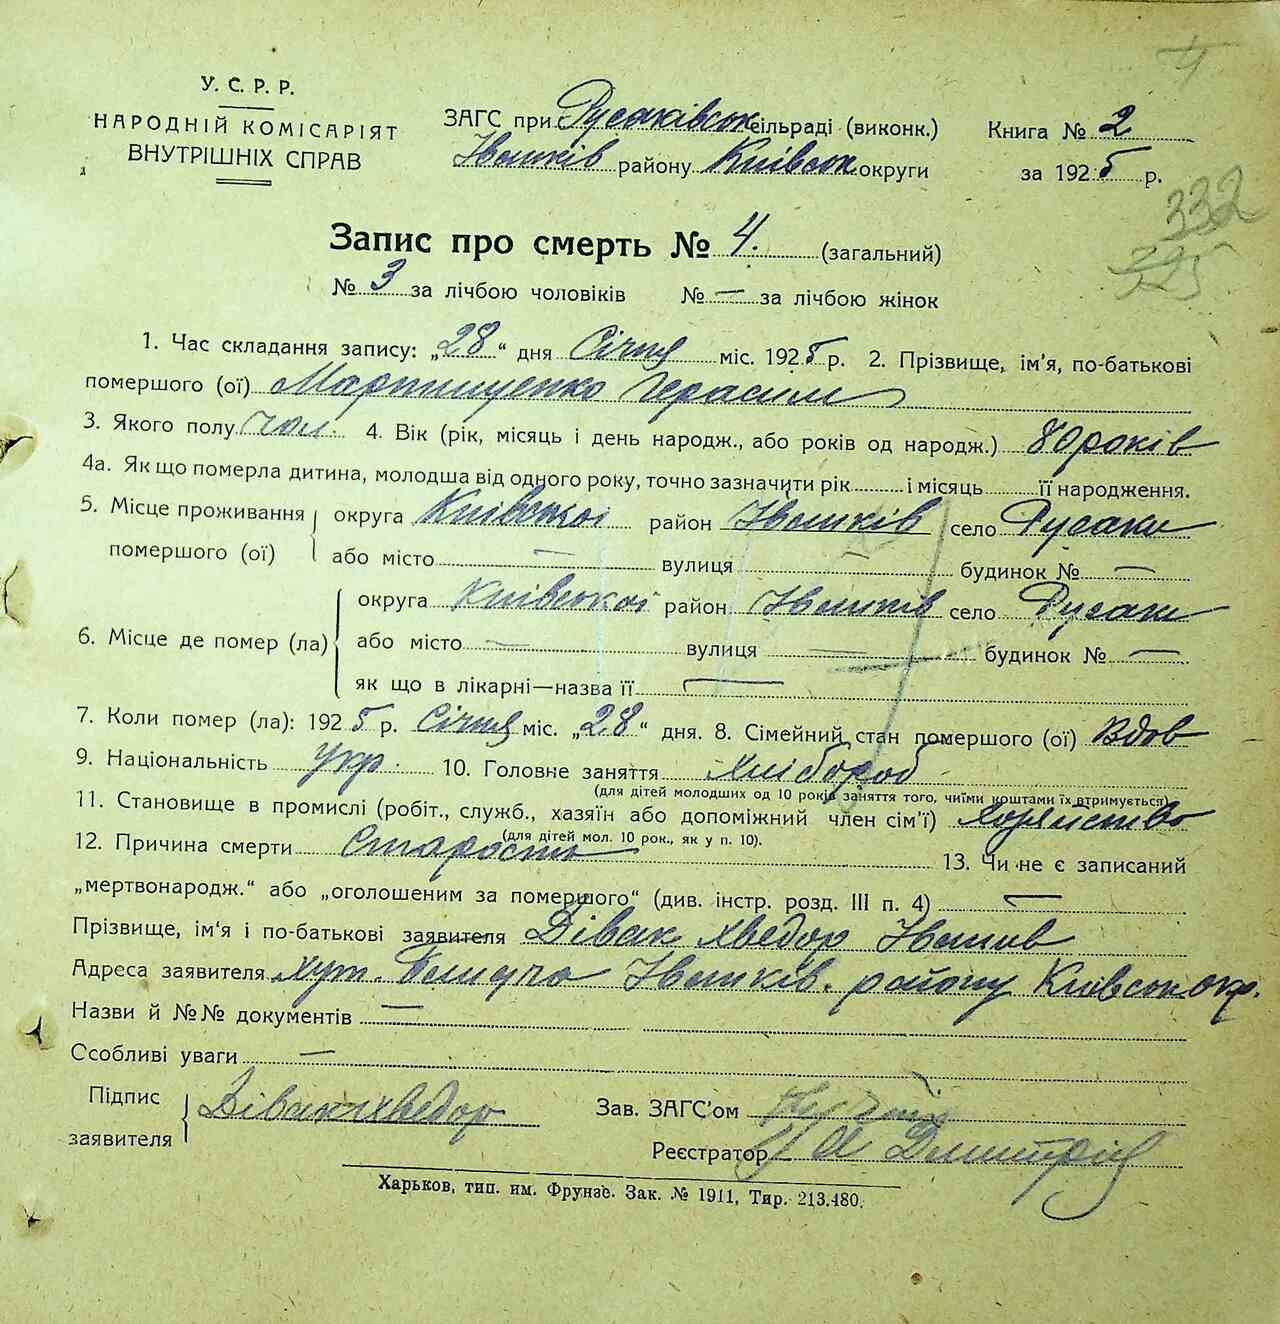 У. С. Р. Р.
НАРОДНІЙ КОМІСАРІЯТ
ВНУТРІШНІХ СПРАВ
ЗАГС при Русаківськ сільраді (виконк.)
Іванків району Київськ округи
Книга № 2
за 1925 р.
4
332
325
Запис про смерть № 4. (загальний)
№ 3 за лічбою чоловіків № — за лічбою жінок
1. Час складання запису: „28“ дня Січня міс. 1925 р. 2. Прізвище, ім'я, по-батькові
помершого (ої) Мартиценко Герасим
3. Якого полу чол. 4. Вік (рік, місяць і день народж., або років од народж.) 80 років
4а. Як що померла дитина, молодша від одного року, точно зазначити рік і місяць її народження.
5. Місце проживання округа Київської район Іванків село Русаки
помершого (ої) або місто — вулиця — будинок № —
округа Київської район Іванків село Русаки
6. Місце де помер (ла) або місто — вулиця — будинок № —
як що в лікарні—назва її —
7. Коли помер (ла): 1925 р. Січня міс. „28“ дня. 8. Сімейний стан помершого (ої) Вдов
9. Національність Укр. 10. Головне заняття Хлібороб
(для дітей молодших од 10 років заняття того, чиїми коштами їх втримується)
11. Становище в промислі (робіт., служб., хазяїн або допоміжний член сім'ї) Хозяйство
(для дітей мол. 10 рок., як у п. 10).
12. Причина смерти Старость 13. Чи не є записаний
„мертвонародж.“ або „оголошеним за помершого“ (див. інстр. розд. III п. 4) —
Прізвище, ім'я і по-батькові заявителя Дівак Хведор Іванів
Адреса заявителя хут. Іванків. району Київськ окр.
Назви й №№ документів —
Особливі уваги —
Підпис заявителя Дівак Хведор
Зав. ЗАГС'ом
Реєстратор
Харьков, тип. им. Фрунзе. Зак. № 1911, Тир. 213.480.